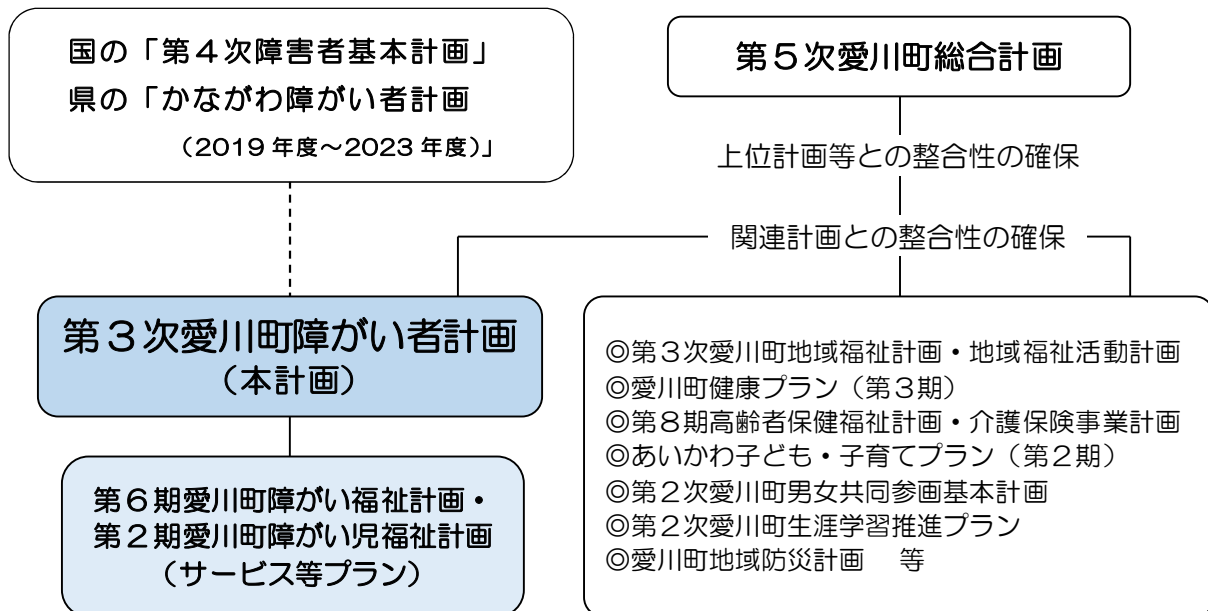 国の「第４次障害者基本計画」
県の「かながわ障がい者計画
（2019 年度～2023 年度）」
第５次愛川町総合計画
上位計画等との整合性の確保
関連計画との整合性の確保
第３次愛川町障がい者計画
（本計画）
第６期愛川町障がい福祉計画・
第２期愛川町障がい児福祉計画
（サービス等プラン）
◎第３次愛川町地域福祉計画・地域福祉活動計画
◎愛川町健康プラン（第３期）
◎第８期高齢者保健福祉計画・介護保険事業計画
◎あいかわ子ども・子育てプラン（第２期）
◎第２次愛川町男女共同参画基本計画
◎第２次愛川町生涯学習推進プラン
◎愛川町地域防災計画　等